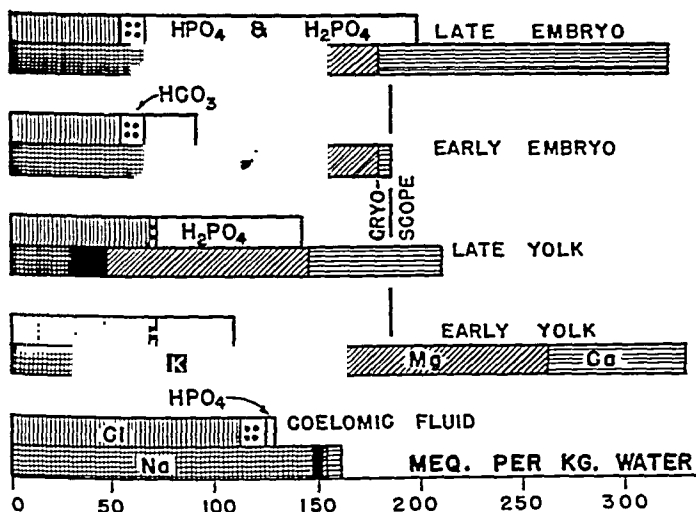 HPO₄ & H₂PO₄
LATE EMBRYO
HCO₃
EARLY EMBRYO
CRYO-
SCOPE
H₂PO₄
LATE YOLK
EARLY YOLK
K
Mg
Ca
HPO₄
COELOMIC FLUID
Cl
Na
MEQ. PER KG. WATER
0 50 100 150 200 250 300